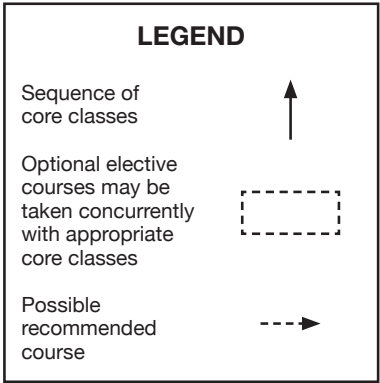 LEGEND
Sequence of
core classes
Optional elective
courses may be
taken concurrently
with appropriate
core classes
Possible
recommended
course